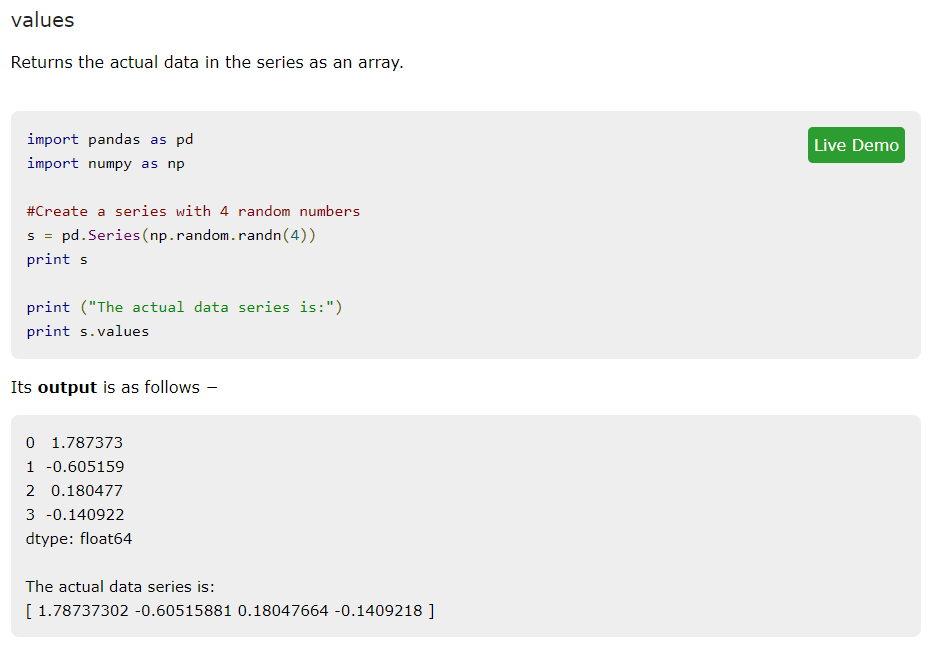 values
Returns the actual data in the series as an array.
import pandas as pd
Live Demo
import numpy as np
#Create a series with 4 random numbers
s = pd.Series(np.random.randn(4))
print s
print ("The actual data series is:")
print s.values
Its output is as follows −
0 1.787373
1 -0.605159
2 0.180477
3 -0.140922
dtype: float64
The actual data series is:
[ 1.78737302 -0.60515881 0.18047664 -0.1409218 ]